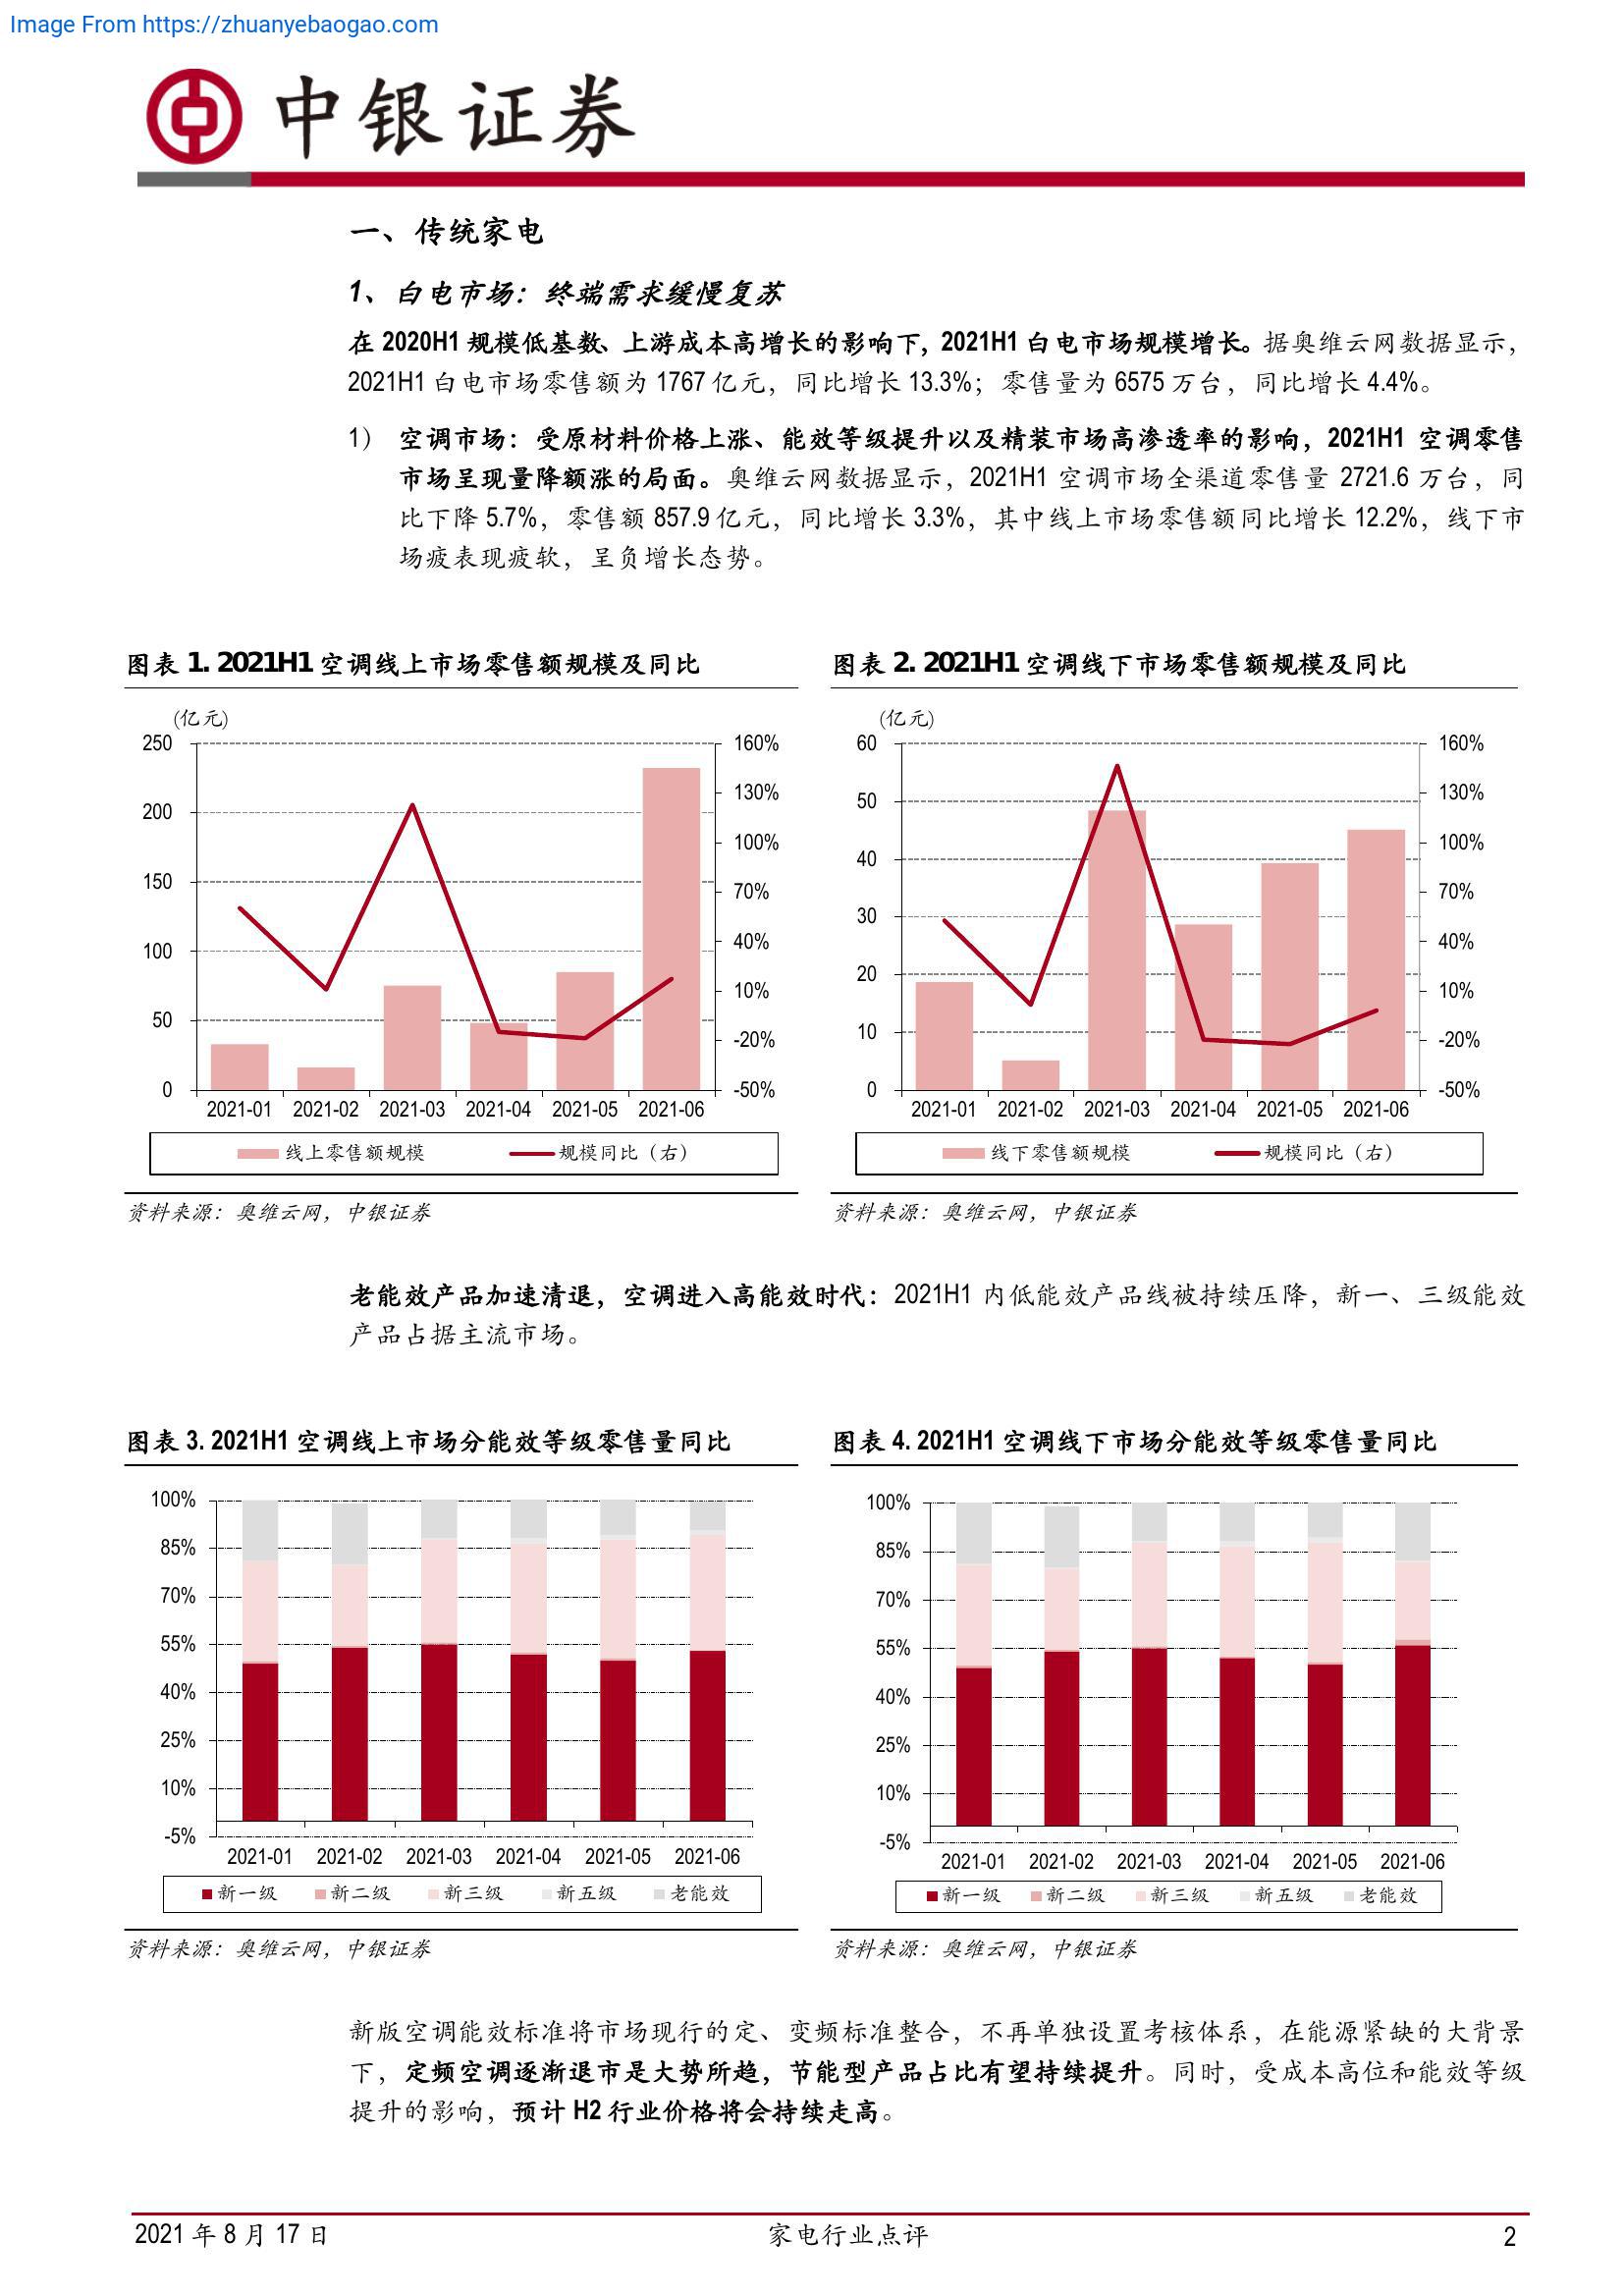 Image From https://zhuanyebaogao.com
中银证券
一、传统家电
1、白电市场：终端需求缓慢复苏
在 2020H1 规模低基数、上游成本高增长的影响下，2021H1 白电市场规模增长。据奥维云网数据显示，
2021H1 白电市场零售额为 1767 亿元，同比增长 13.3%；零售量为 6575 万台，同比增长 4.4%。
1） 空调市场：受原材料价格上涨、能效等级提升以及精装市场高渗透率的影响，2021H1 空调零售
市场呈现量降额涨的局面。奥维云网数据显示，2021H1 空调市场全渠道零售量 2721.6 万台，同
比下降 5.7%，零售额 857.9 亿元，同比增长 3.3%，其中线上市场零售额同比增长 12.2%，线下市
场疲表现疲软，呈负增长态势。
图表 1. 2021H1 空调线上市场零售额规模及同比
(亿元)
250 160%
130%
200
100%
150
70%
100
40%
10%
50
-20%
0 -50%
2021-01 2021-02 2021-03 2021-04 2021-05 2021-06
线上零售额规模 规模同比（右）
资料来源：奥维云网，中银证券
图表 2. 2021H1 空调线下市场零售额规模及同比
(亿元)
60 160%
130%
50
100%
40
70%
30
40%
20
10%
10
-20%
0 -50%
2021-01 2021-02 2021-03 2021-04 2021-05 2021-06
线下零售额规模 规模同比（右）
资料来源：奥维云网，中银证券
老能效产品加速清退，空调进入高能效时代：2021H1 内低能效产品线被持续压降，新一、三级能效
产品占据主流市场。
图表 3. 2021H1 空调线上市场分能效等级零售量同比
100%
85%
70%
55%
40%
25%
10%
-5%
2021-01 2021-02 2021-03 2021-04 2021-05 2021-06
新一级 新二级 新三级 新五级 老能效
资料来源：奥维云网，中银证券
图表 4. 2021H1 空调线下市场分能效等级零售量同比
100%
85%
70%
55%
40%
25%
10%
-5%
2021-01 2021-02 2021-03 2021-04 2021-05 2021-06
新一级 新二级 新三级 新五级 老能效
资料来源：奥维云网，中银证券
新版空调能效标准将市场现行的定、变频标准整合，不再单独设置考核体系，在能源紧缺的大背景
下，定频空调逐渐退市是大势所趋，节能型产品占比有望持续提升。同时，受成本高位和能效等级
提升的影响，预计 H2 行业价格将会持续走高。
2021 年 8 月 17 日 家电行业点评 2